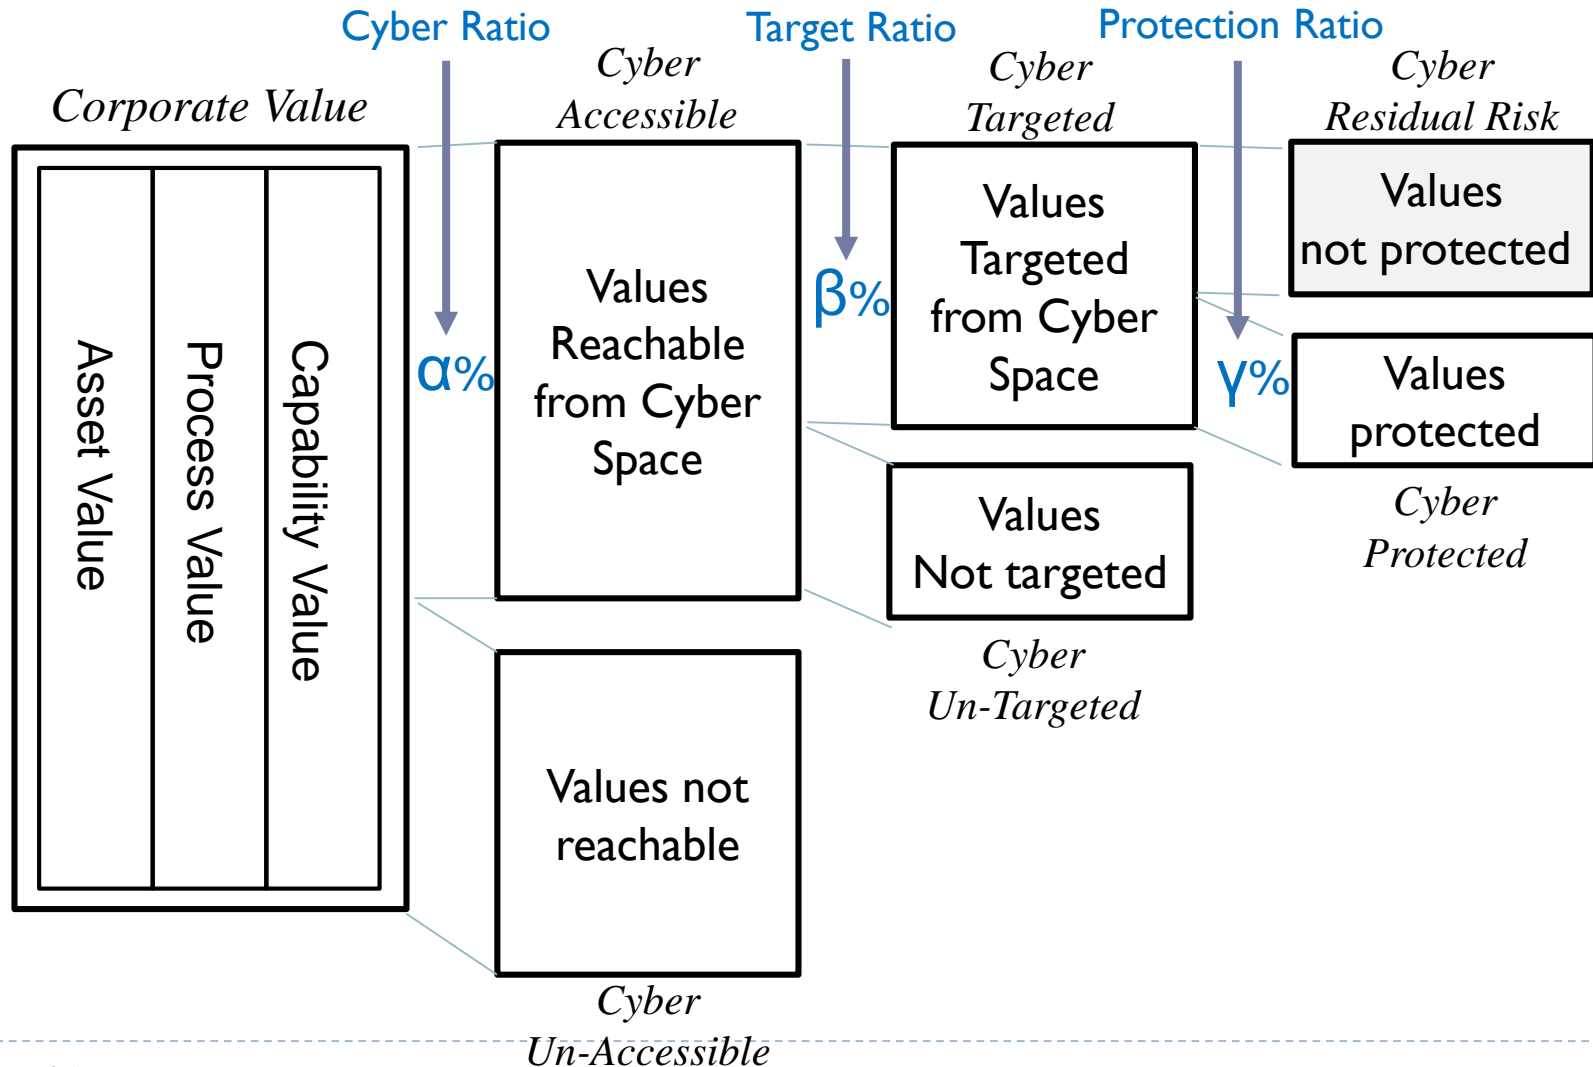 Cyber Ratio
Target Ratio
Protection Ratio
Corporate Value
Cyber
Accessible
Cyber
Targeted
Cyber
Residual Risk
Asset Value
Process Value
Capability Value
α%
Values
Reachable
from Cyber
Space
β%
Values
Targeted
from Cyber
Space
γ%
Values
not protected
Values
protected
Cyber
Protected
Values
Not targeted
Cyber
Un-Targeted
Values not
reachable
Cyber
Un-Accessible